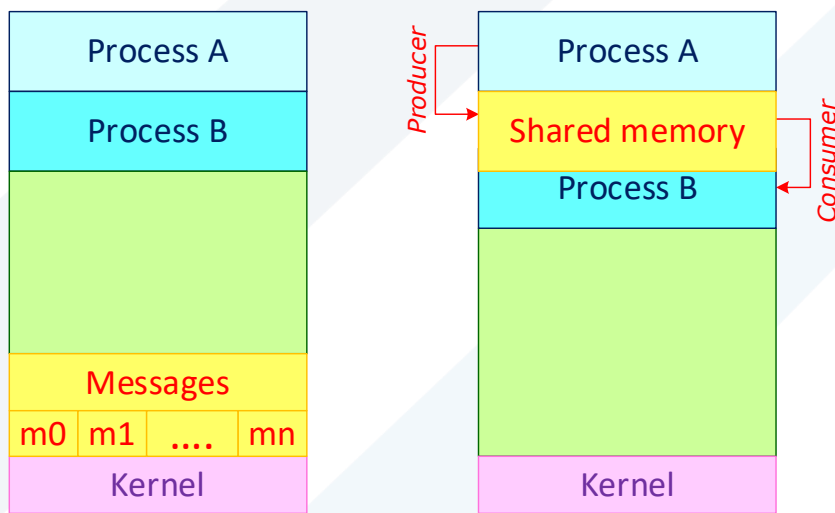 Process A
Process B
Messages
m0 m1 .... mn
Kernel
Producer
Process A
Shared memory
Process B
Consumer
Kernel